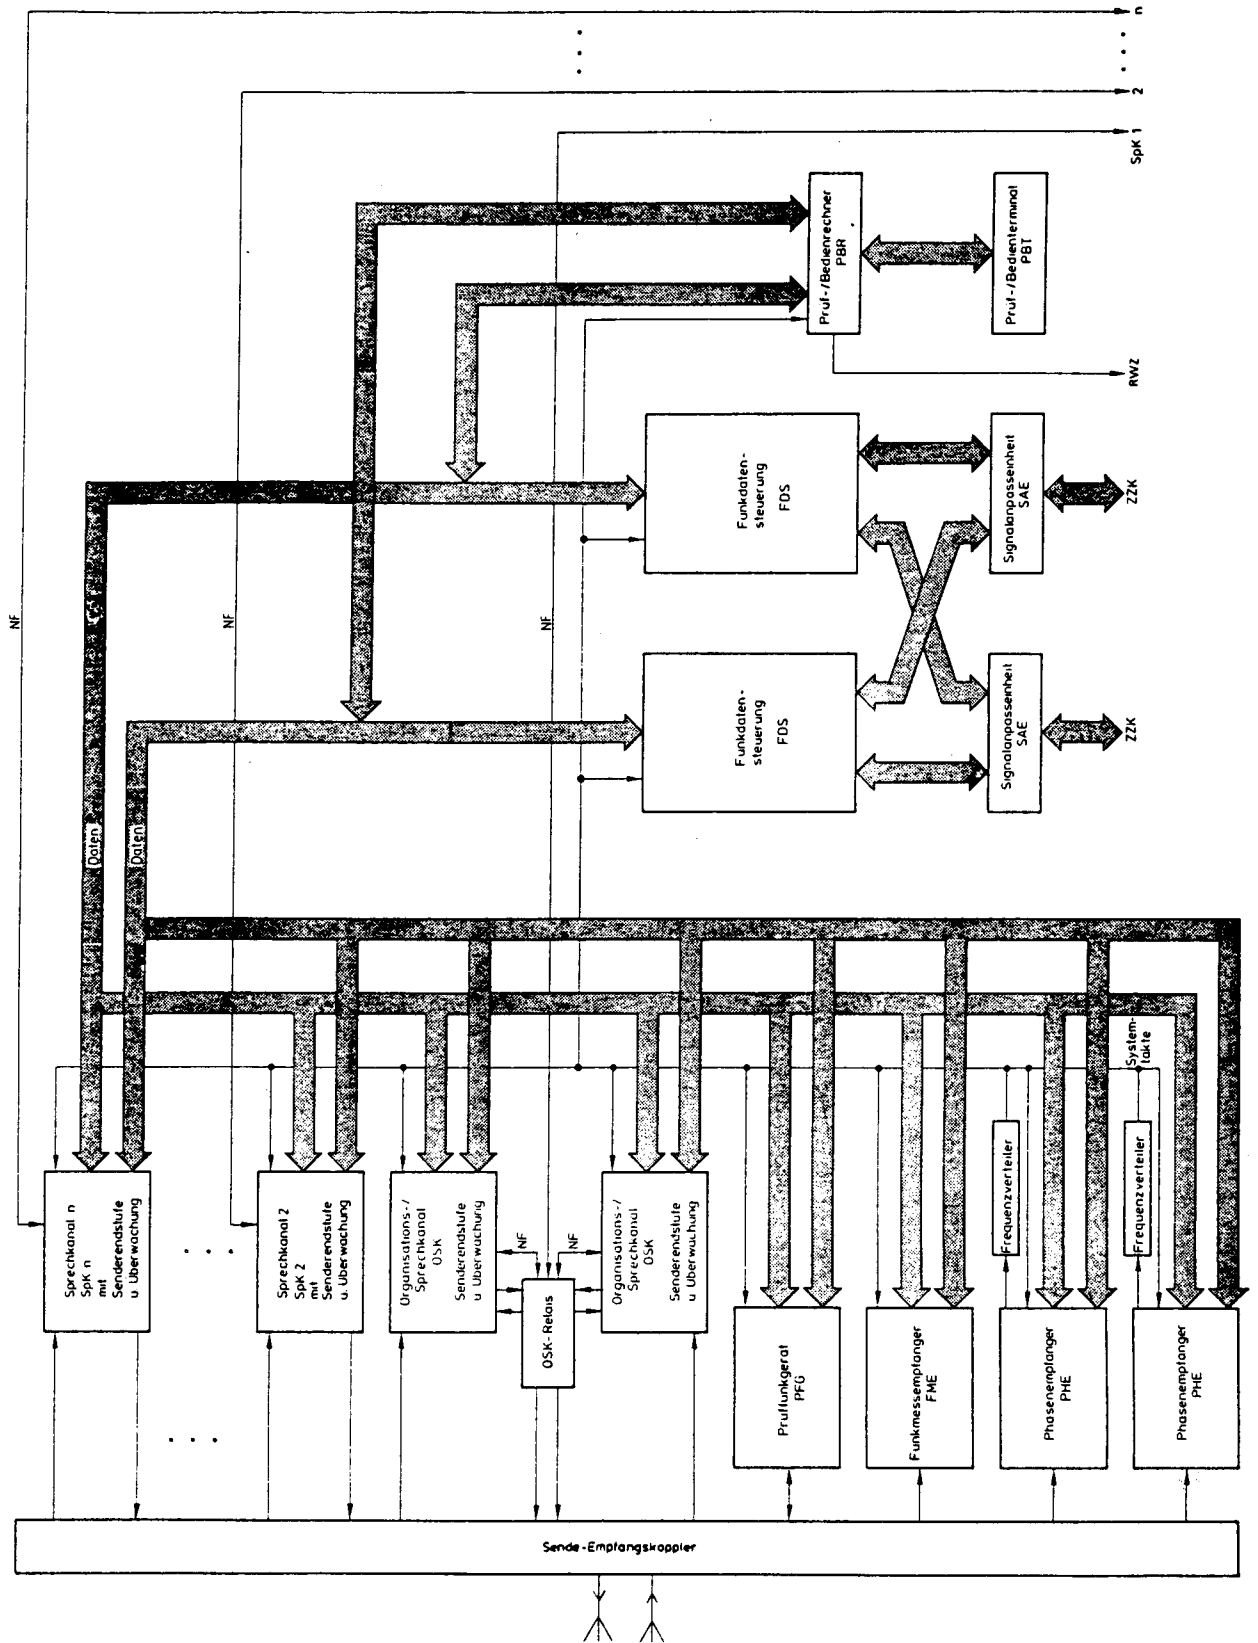 Sende-Empfangskoppler
Sprechkanal n
SpK n
mit
Senderendstufe
u Überwachung
Sprechkanal 2
SpK 2
mit
Senderendstufe
u. Überwachung
Organisations-/
Sprechkanal
OSK
Senderendstufe
u Überwachung
OSK-Relais
NF
NF
Organisations-/
Sprechkanal
OSK
Senderendstufe
u Überwachung
Prüffunkgerät
PFG
Funkmessempfänger
FME
Phasenempfänger
PHE
Phasenempfänger
PHE
Frequenzverteiler
Frequenzverteiler
System-
takte
Daten
Daten
NF
NF
NF
Funkdaten-
steuerung
FDS
Funkdaten-
steuerung
FDS
Signalanpasseinheit
SAE
Signalanpasseinheit
SAE
Prüf-/Bedienrechner
PBR
Prüf-/Bedienterminal
PBT
n
2
SpK 1
RWZ
ZZK
ZZK